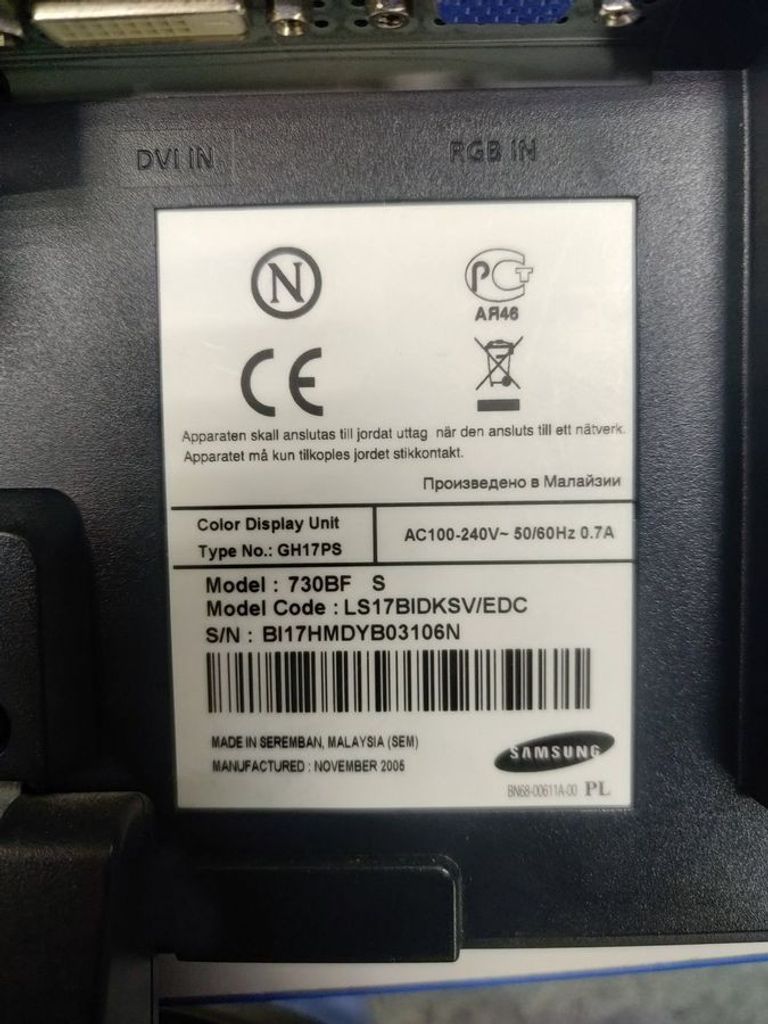 DVI IN
RGB IN
N
РСТ
АЯ46
CE
Apparaten skall anslutas till jordat uttag när den ansluts till ett nätverk.
Apparatet må kun tilkoples jordet stikkontakt.
Произведено в Малайзии
Color Display Unit
Type No.: GH17PS
AC100-240V~ 50/60Hz 0.7A
Model : 730BF S
Model Code : LS17BIDKSV/EDC
S/N : BI17HMDYB03106N
MADE IN SEREMBAN, MALAYSIA (SEM)
MANUFACTURED : NOVEMBER 2005
SAMSUNG
BN68-00611A-00 PL